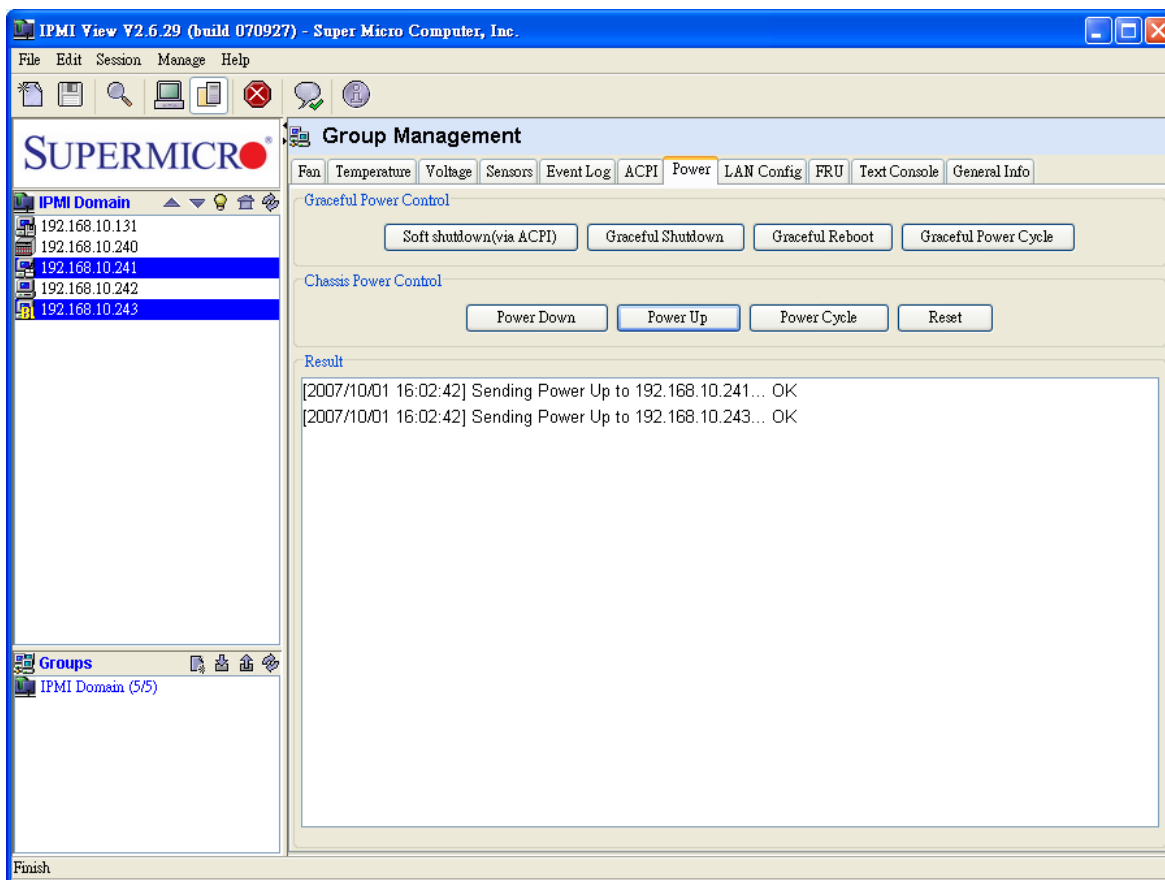 IPMI View V2.6.29 (build 070927) - Super Micro Computer, Inc.
File Edit Session Manage Help
SUPERMICRO®
IPMI Domain
192.168.10.131
192.168.10.240
192.168.10.241
192.168.10.242
192.168.10.243
Groups
IPMI Domain (5/5)
Group Management
Fan Temperature Voltage Sensors Event Log ACPI Power LAN Config FRU Text Console General Info
Graceful Power Control
Soft shutdown(via ACPI) Graceful Shutdown Graceful Reboot Graceful Power Cycle
Chassis Power Control
Power Down Power Up Power Cycle Reset
Result
[2007/10/01 16:02:42] Sending Power Up to 192.168.10.241... OK
[2007/10/01 16:02:42] Sending Power Up to 192.168.10.243... OK
Finish